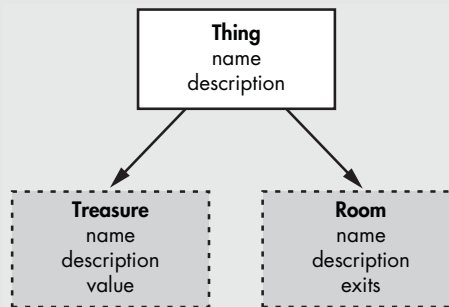 Thing
name
description
Treasure
name
description
value
Room
name
description
exits